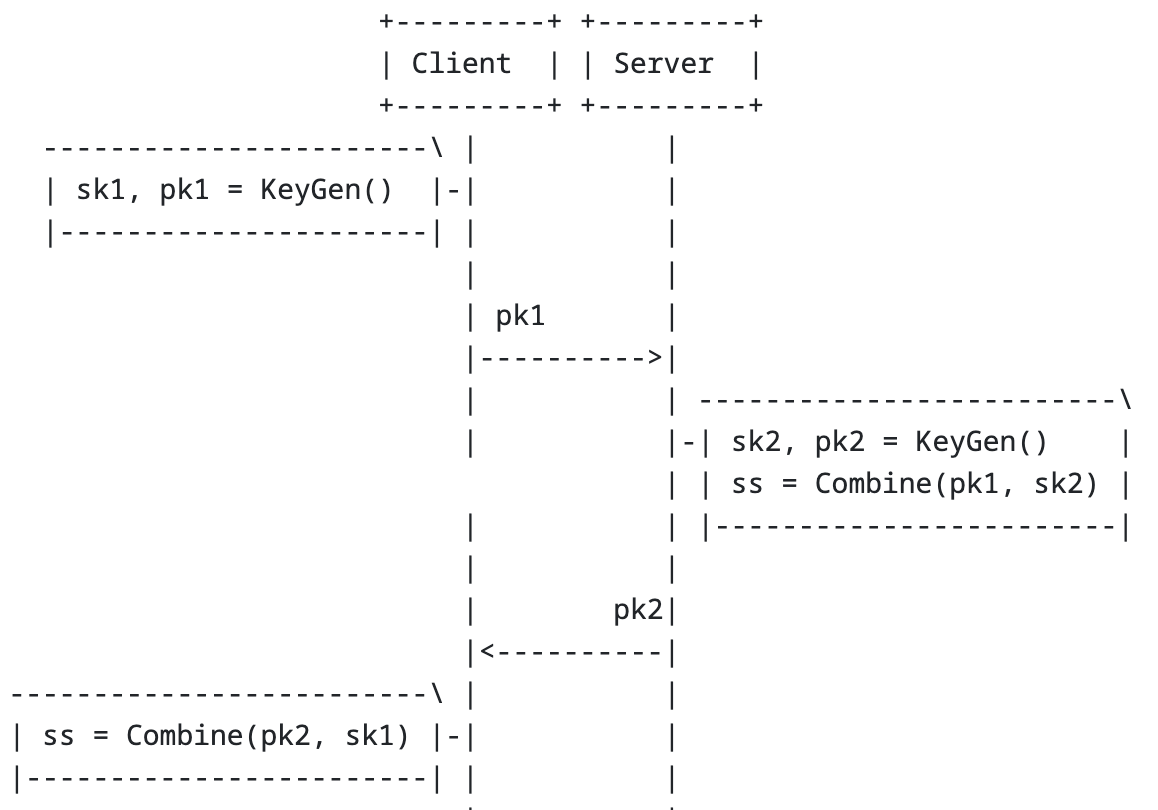 +---------+ +---------+
| Client  | | Server  |
+---------+ +---------+
-----------------------\ | |
| sk1, pk1 = KeyGen()  |-| |
|----------------------| | |
| |
| pk1 |
|---------->|
| | -------------------------\
| |-| sk2, pk2 = KeyGen()    |
| | ss = Combine(pk1, sk2) |
| | |------------------------|
| |
| pk2|
|<----------|
-------------------------\ | |
| ss = Combine(pk2, sk1) |-| |
|------------------------| | |